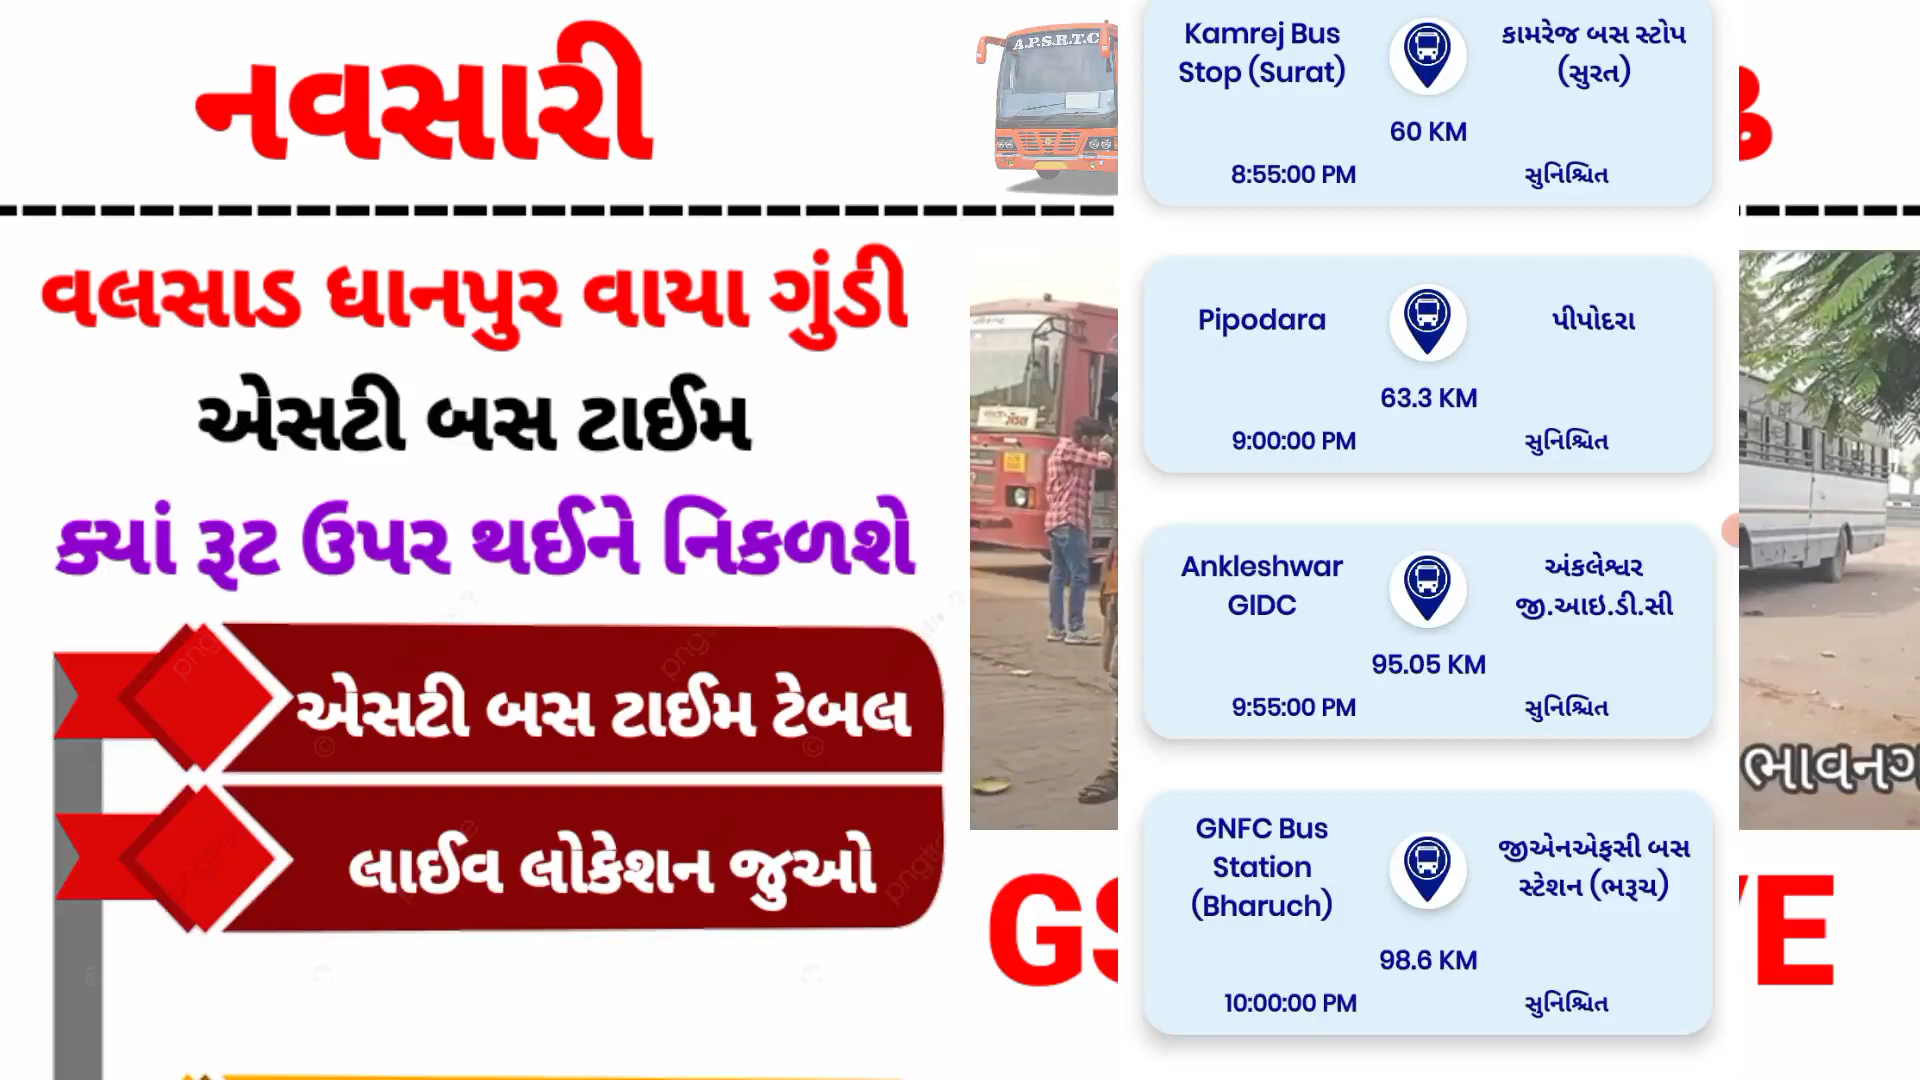 નવસારી
A.P.S.R.T.C
વલસાડ ધાનપુર વાયા ગુંડી
એસટી બસ ટાઈમ
ક્યાં રૂટ ઉપર થઈને નિકળશે
એસટી બસ ટાઈમ ટેબલ
લાઈવ લોકેશન જુઓ
Kamrej Bus
Stop (Surat)
કામરેજ બસ સ્ટોપ
(સુરત)
60 KM
8:55:00 PM
સુનિશ્ચિત
Pipodara
પીપોદરા
63.3 KM
9:00:00 PM
સુનિશ્ચિત
Ankleshwar
GIDC
અંકલેશ્વર
જી.આઇ.ડી.સી
95.05 KM
9:55:00 PM
સુનિશ્ચિત
GNFC Bus
Station
(Bharuch)
જીએનએફસી બસ
સ્ટેશન (ભરૂચ)
98.6 KM
10:00:00 PM
સુનિશ્ચિત